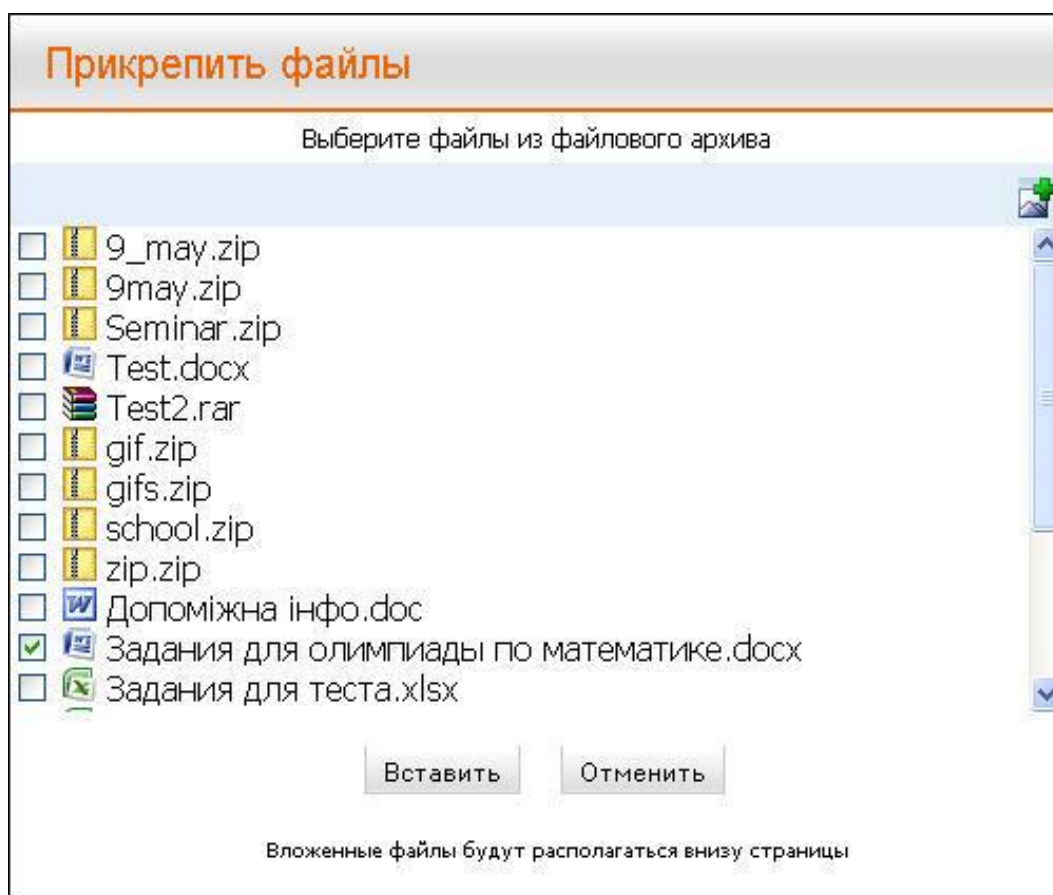 Прикрепить файлы
Выберите файлы из файлового архива
9_may.zip
9may.zip
Seminar.zip
Test.docx
Test2.rar
gif.zip
gifs.zip
school.zip
zip.zip
Допоміжна інфо.doc
Задания для олимпиады по математике.docx
Задания для теста.xlsx
Вставить Отменить
Вложенные файлы будут располагаться внизу страницы